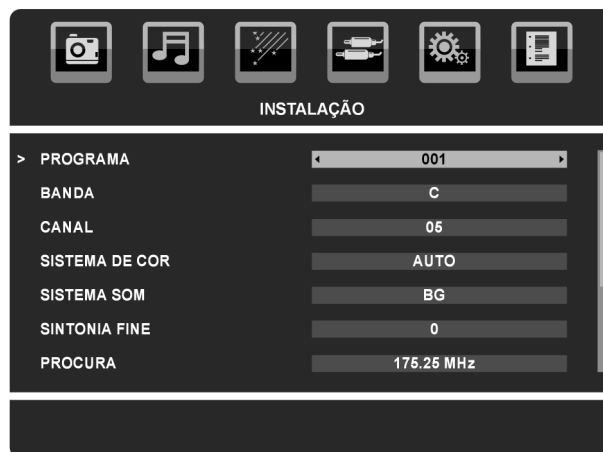 INSTALAÇÃO
> PROGRAMA 001
BANDA C
CANAL 05
SISTEMA DE COR AUTO
SISTEMA SOM BG
SINTONIA FINE 0
PROCURA 175.25 MHz